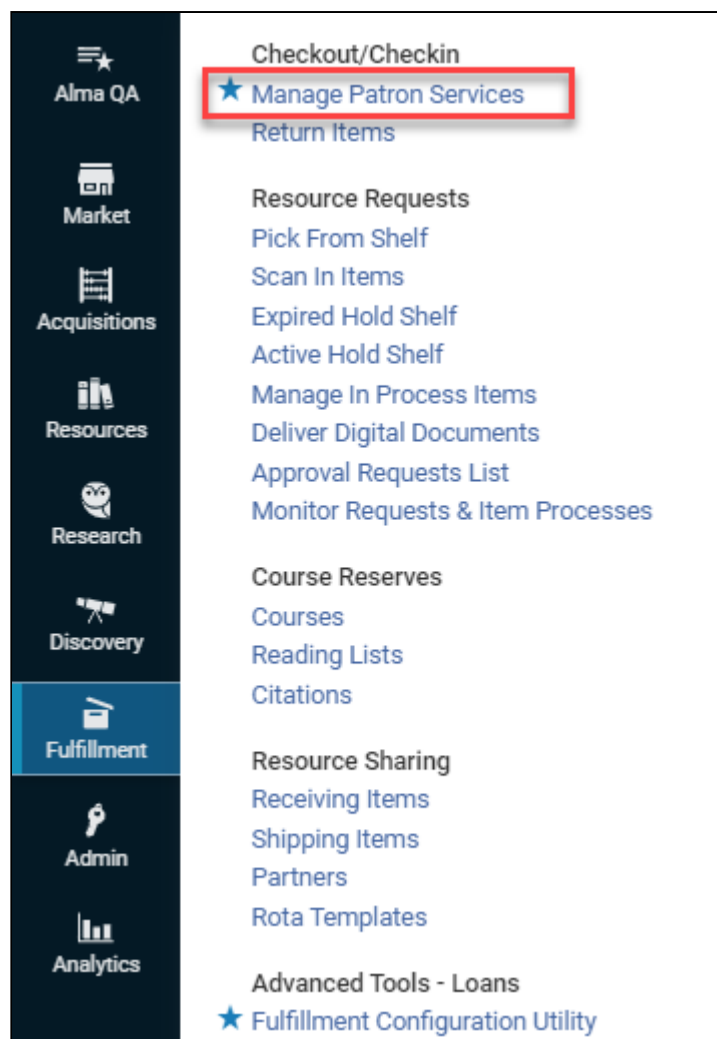 Alma QA
Market
Acquisitions
Resources
Research
Discovery
Fulfillment
Admin
Analytics
Checkout/Checkin
Manage Patron Services
Return Items
Resource Requests
Pick From Shelf
Scan In Items
Expired Hold Shelf
Active Hold Shelf
Manage In Process Items
Deliver Digital Documents
Approval Requests List
Monitor Requests & Item Processes
Course Reserves
Courses
Reading Lists
Citations
Resource Sharing
Receiving Items
Shipping Items
Partners
Rota Templates
Advanced Tools - Loans
Fulfillment Configuration Utility